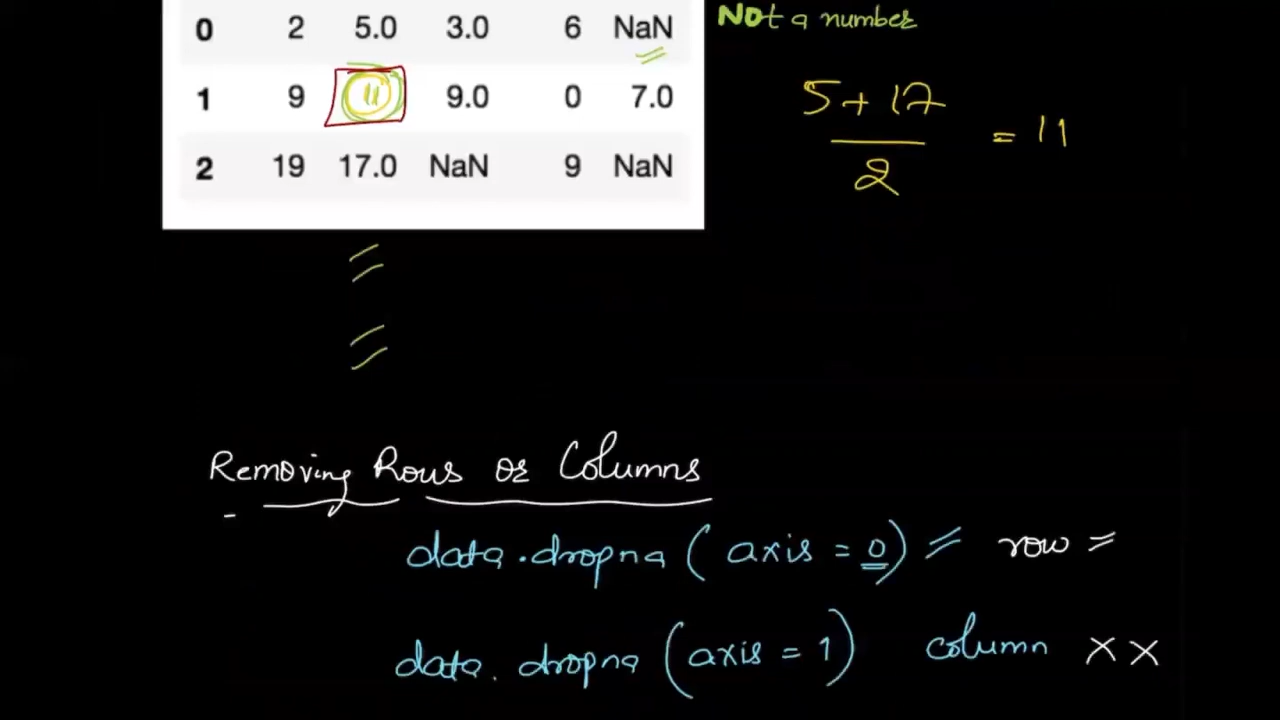 0 2 5.0 3.0 6 NaN
Not a number
1 9 11 9.0 0 7.0
5 + 17
2
= 11
2 19 17.0 NaN 9 NaN
Removing Rows or Columns
data.dropna (axis = 0) row =
data.dropna (axis = 1) column XX